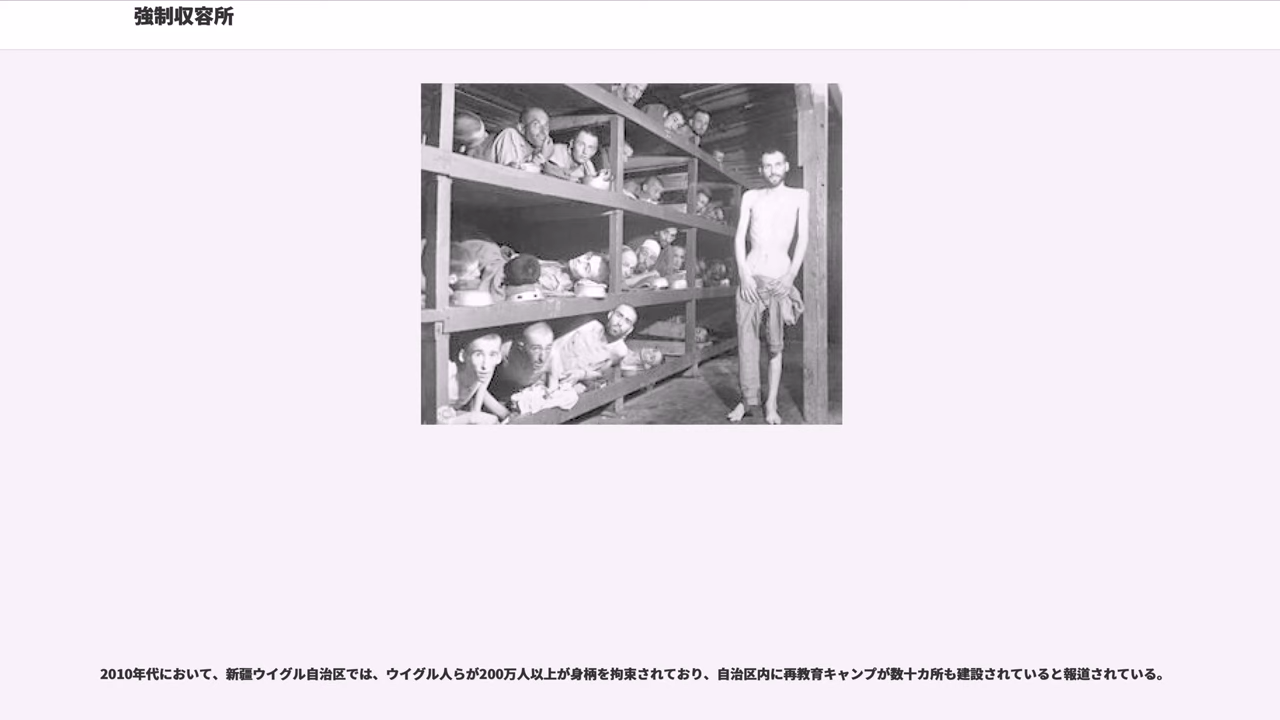 強制収容所
2010年代において、新疆ウイグル自治区では、ウイグル人らが200万人以上が身柄を拘束されており、自治区内に再教育キャンプが数十カ所も建設されていると報道されている。